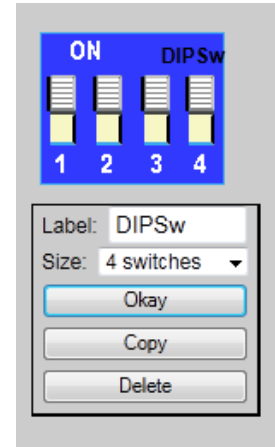 ON DIPSw
1 2 3 4
Label: DIPSw
Size: 4 switches
Okay
Copy
Delete